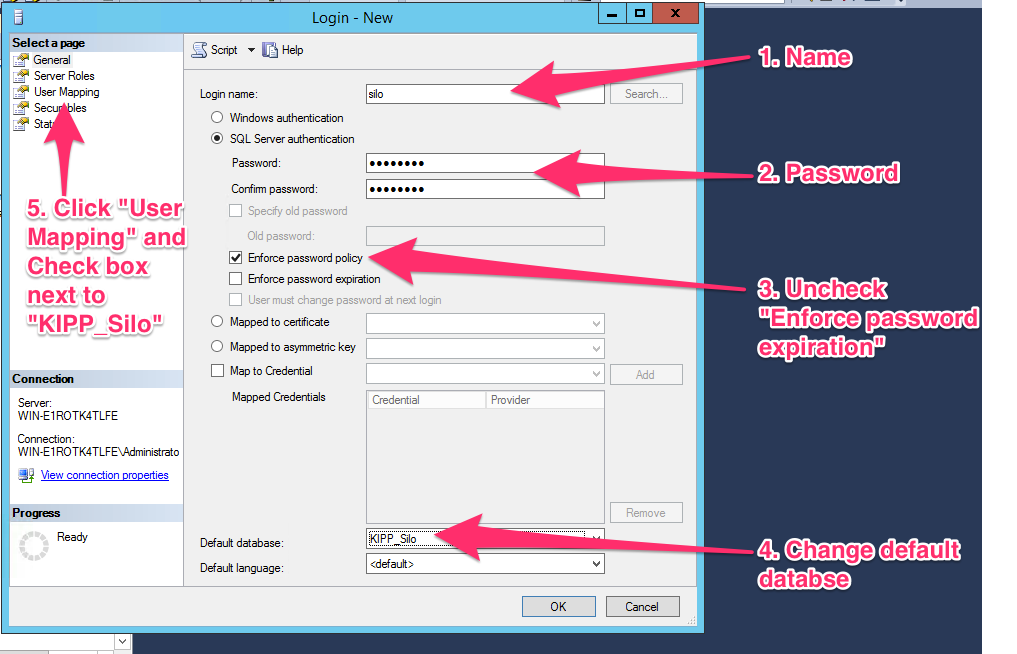 Login - New
Select a page
General
Server Roles
User Mapping
Securables
Script
Help
Login name:
silo
Search...
Windows authentication
SQL Server authentication
Password:
●●●●●●●●
Confirm password:
●●●●●●●●
Specify old password
Old password:
Enforce password policy
Enforce password expiration
User must change password at next login
Mapped to certificate
Mapped to asymmetric key
Map to Credential
Add
Mapped Credentials
Credential
Provider
Remove
Default database:
KIPP_Silo
Default language:
<default>
OK
Cancel
Connection
Server:
WIN-E1ROTK4TLFE
Connection:
WIN-E1ROTK4TLFE\Administrato
View connection properties
Progress
Ready
1. Name
2. Password
3. Uncheck
"Enforce password
expiration"
4. Change default
databse
5. Click "User
Mapping" and
Check box
next to
"KIPP_Silo"